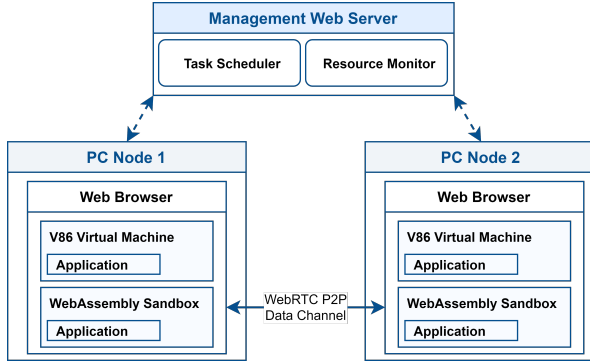 Management Web Server
Task Scheduler
Resource Monitor
PC Node 1
Web Browser
V86 Virtual Machine
Application
WebAssembly Sandbox
Application
WebRTC P2P
Data Channel
PC Node 2
Web Browser
V86 Virtual Machine
Application
WebAssembly Sandbox
Application